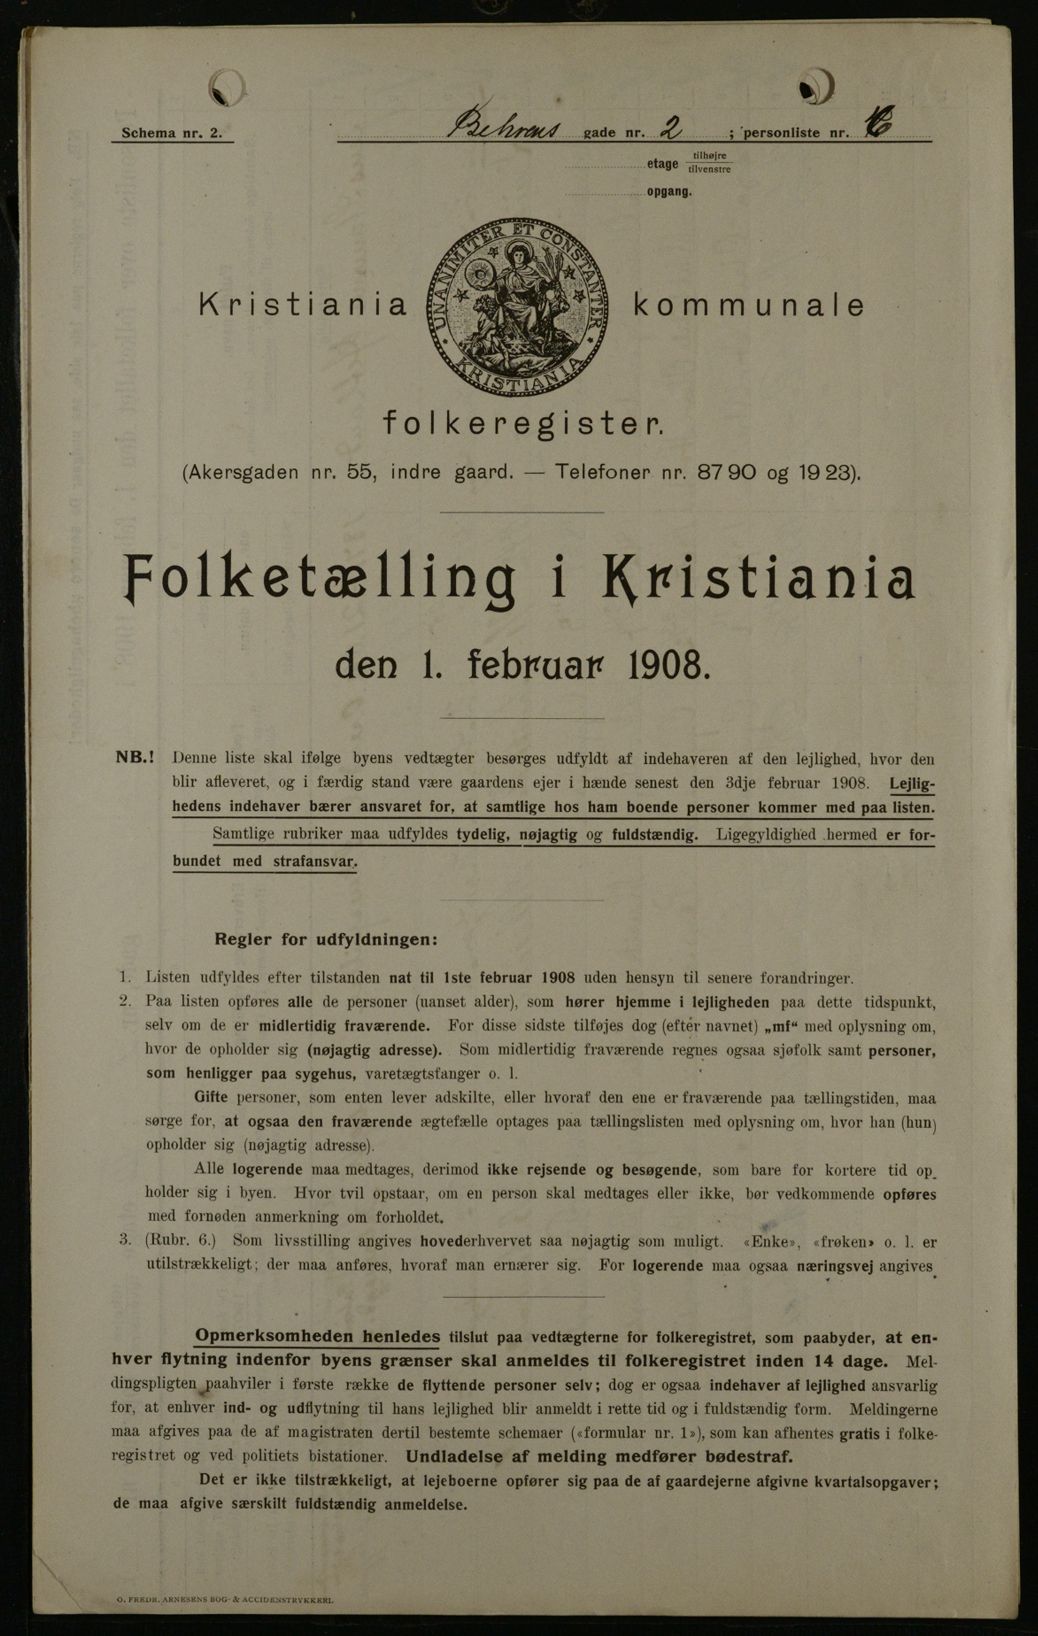 Schema nr. 2.
Behrens gade nr. 2 ; personliste nr.
etage tilhøjre
tilvenstre
opgang.
UNANIMITER ET CONSTANTER
KRISTIANIA
Kristiania kommunale
folkeregister.
(Akersgaden nr. 55, indre gaard. — Telefoner nr. 87 90 og 19 23).
Folketælling i Kristiania
den 1. februar 1908.
NB.! Denne liste skal ifølge byens vedtægter besørges udfyldt af indehaveren af den lejlighed, hvor den
blir afleveret, og i færdig stand være gaardens ejer i hænde senest den 3dje februar 1908. Lejlig-
hedens indehaver bærer ansvaret for, at samtlige hos ham boende personer kommer med paa listen.
Samtlige rubriker maa udfyldes tydelig, nøjagtig og fuldstændig. Ligegyldighed hermed er for-
bundet med strafansvar.
Regler for udfyldningen:
1. Listen udfyldes efter tilstanden nat til 1ste februar 1908 uden hensyn til senere forandringer.
2. Paa listen opføres alle de personer (uanset alder), som hører hjemme i lejligheden paa dette tidspunkt,
selv om de er midlertidig fraværende. For disse sidste tilføjes dog (efter navnet) „mf“ med oplysning om,
hvor de opholder sig (nøjagtig adresse). Som midlertidig fraværende regnes ogsaa sjøfolk samt personer,
som henligger paa sygehus, varetægtsfanger o. l.
Gifte personer, som enten lever adskilte, eller hvoraf den ene er fraværende paa tællingstiden, maa
sørge for, at ogsaa den fraværende ægtefælle optages paa tællingslisten med oplysning om, hvor han (hun)
opholder sig (nøjagtig adresse).
Alle logerende maa medtages, derimod ikke rejsende og besøgende, som bare for kortere tid op-
holder sig i byen. Hvor tvil opstaar, om en person skal medtages eller ikke, bør vedkommende opføres
med fornøden anmerkning om forholdet.
3. (Rubr. 6.) Som livsstilling angives hovederhvervet saa nøjagtig som muligt. «Enke», «frøken» o. l. er
utilstrækkeligt; der maa anføres, hvoraf man ernærer sig. For logerende maa ogsaa næringsvej angives.
Opmerksomheden henledes tilslut paa vedtægterne for folkeregistret, som paabyder, at en-
hver flytning indenfor byens grænser skal anmeldes til folkeregistret inden 14 dage. Mel-
dingspligten paahviler i første række de flyttende personer selv; dog er ogsaa indehaver af lejlighed ansvarlig
for, at enhver ind- og udflytning til hans lejlighed blir anmeldt i rette tid og i fuldstændig form. Meldingerne
maa afgives paa de af magistraten dertil bestemte schemaer («formular nr. 1»), som kan afhentes gratis i folke-
registret og ved politiets bistationer. Undladelse af melding medfører bødestraf.
Det er ikke tilstrækkeligt, at lejeboerne opfører sig paa de af gaardejerne afgivne kvartalsopgaver;
de maa afgive særskilt fuldstændig anmeldelse.
O. FREDR. ARNESENS BOG- & ACCIDENSTRYKKERI.